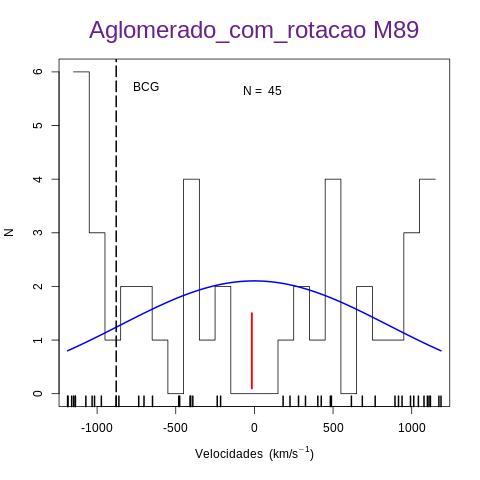 Aglomerado_com_rotacao M89
BCG
N = 45
6
5
4
3
2
1
0
N
-1000 -500 0 500 1000
Velocidades (km/s⁻¹)